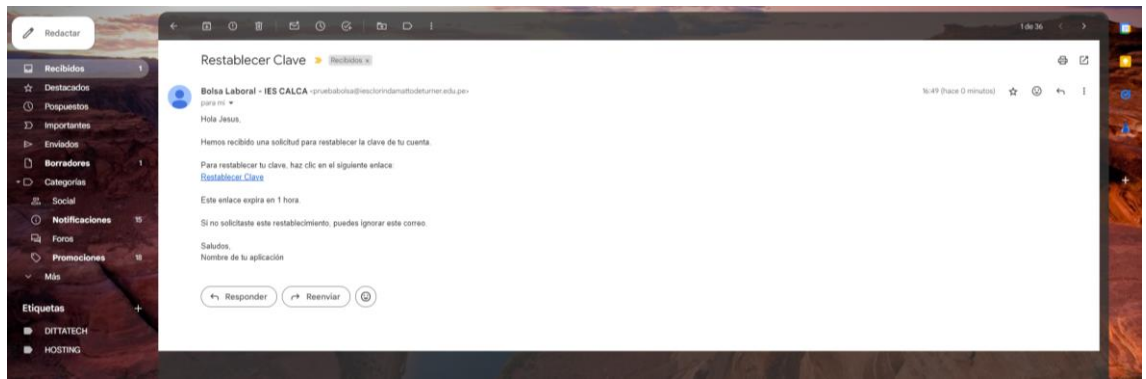 Redactar
1 de 36
Recibidos 1
Destacados
Pospuestos
Importantes
Enviados
Borradores 1
Categorías
Social
Notificaciones 15
Foros
Promociones 18
Más
Etiquetas +
DITTATECH
HOSTING
Restablecer Clave Recibidos x
Bolsa Laboral - IES CALCA <pruebabolsa@iesclorindamattodeturner.edu.pe>
16:49 (hace 0 minutos)
para mí
Hola Jesus,
Hemos recibido una solicitud para restablecer la clave de tu cuenta.
Para restablecer tu clave, haz clic en el siguiente enlace:
Restablecer Clave
Este enlace expira en 1 hora.
Si no solicitaste este restablecimiento, puedes ignorar este correo.
Saludos,
Nombre de tu aplicación
Responder
Reenviar